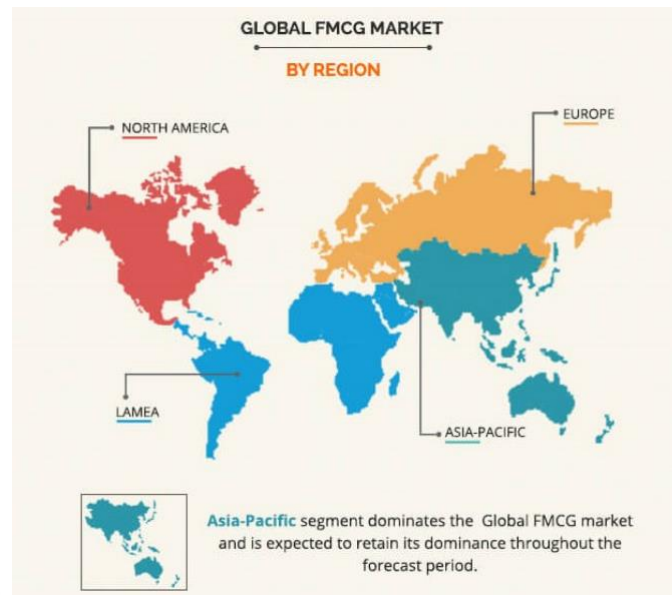 GLOBAL FMCG MARKET
BY REGION
NORTH AMERICA
EUROPE
LAMEA
ASIA-PACIFIC
Asia-Pacific segment dominates the Global FMCG market
and is expected to retain its dominance throughout the
forecast period.